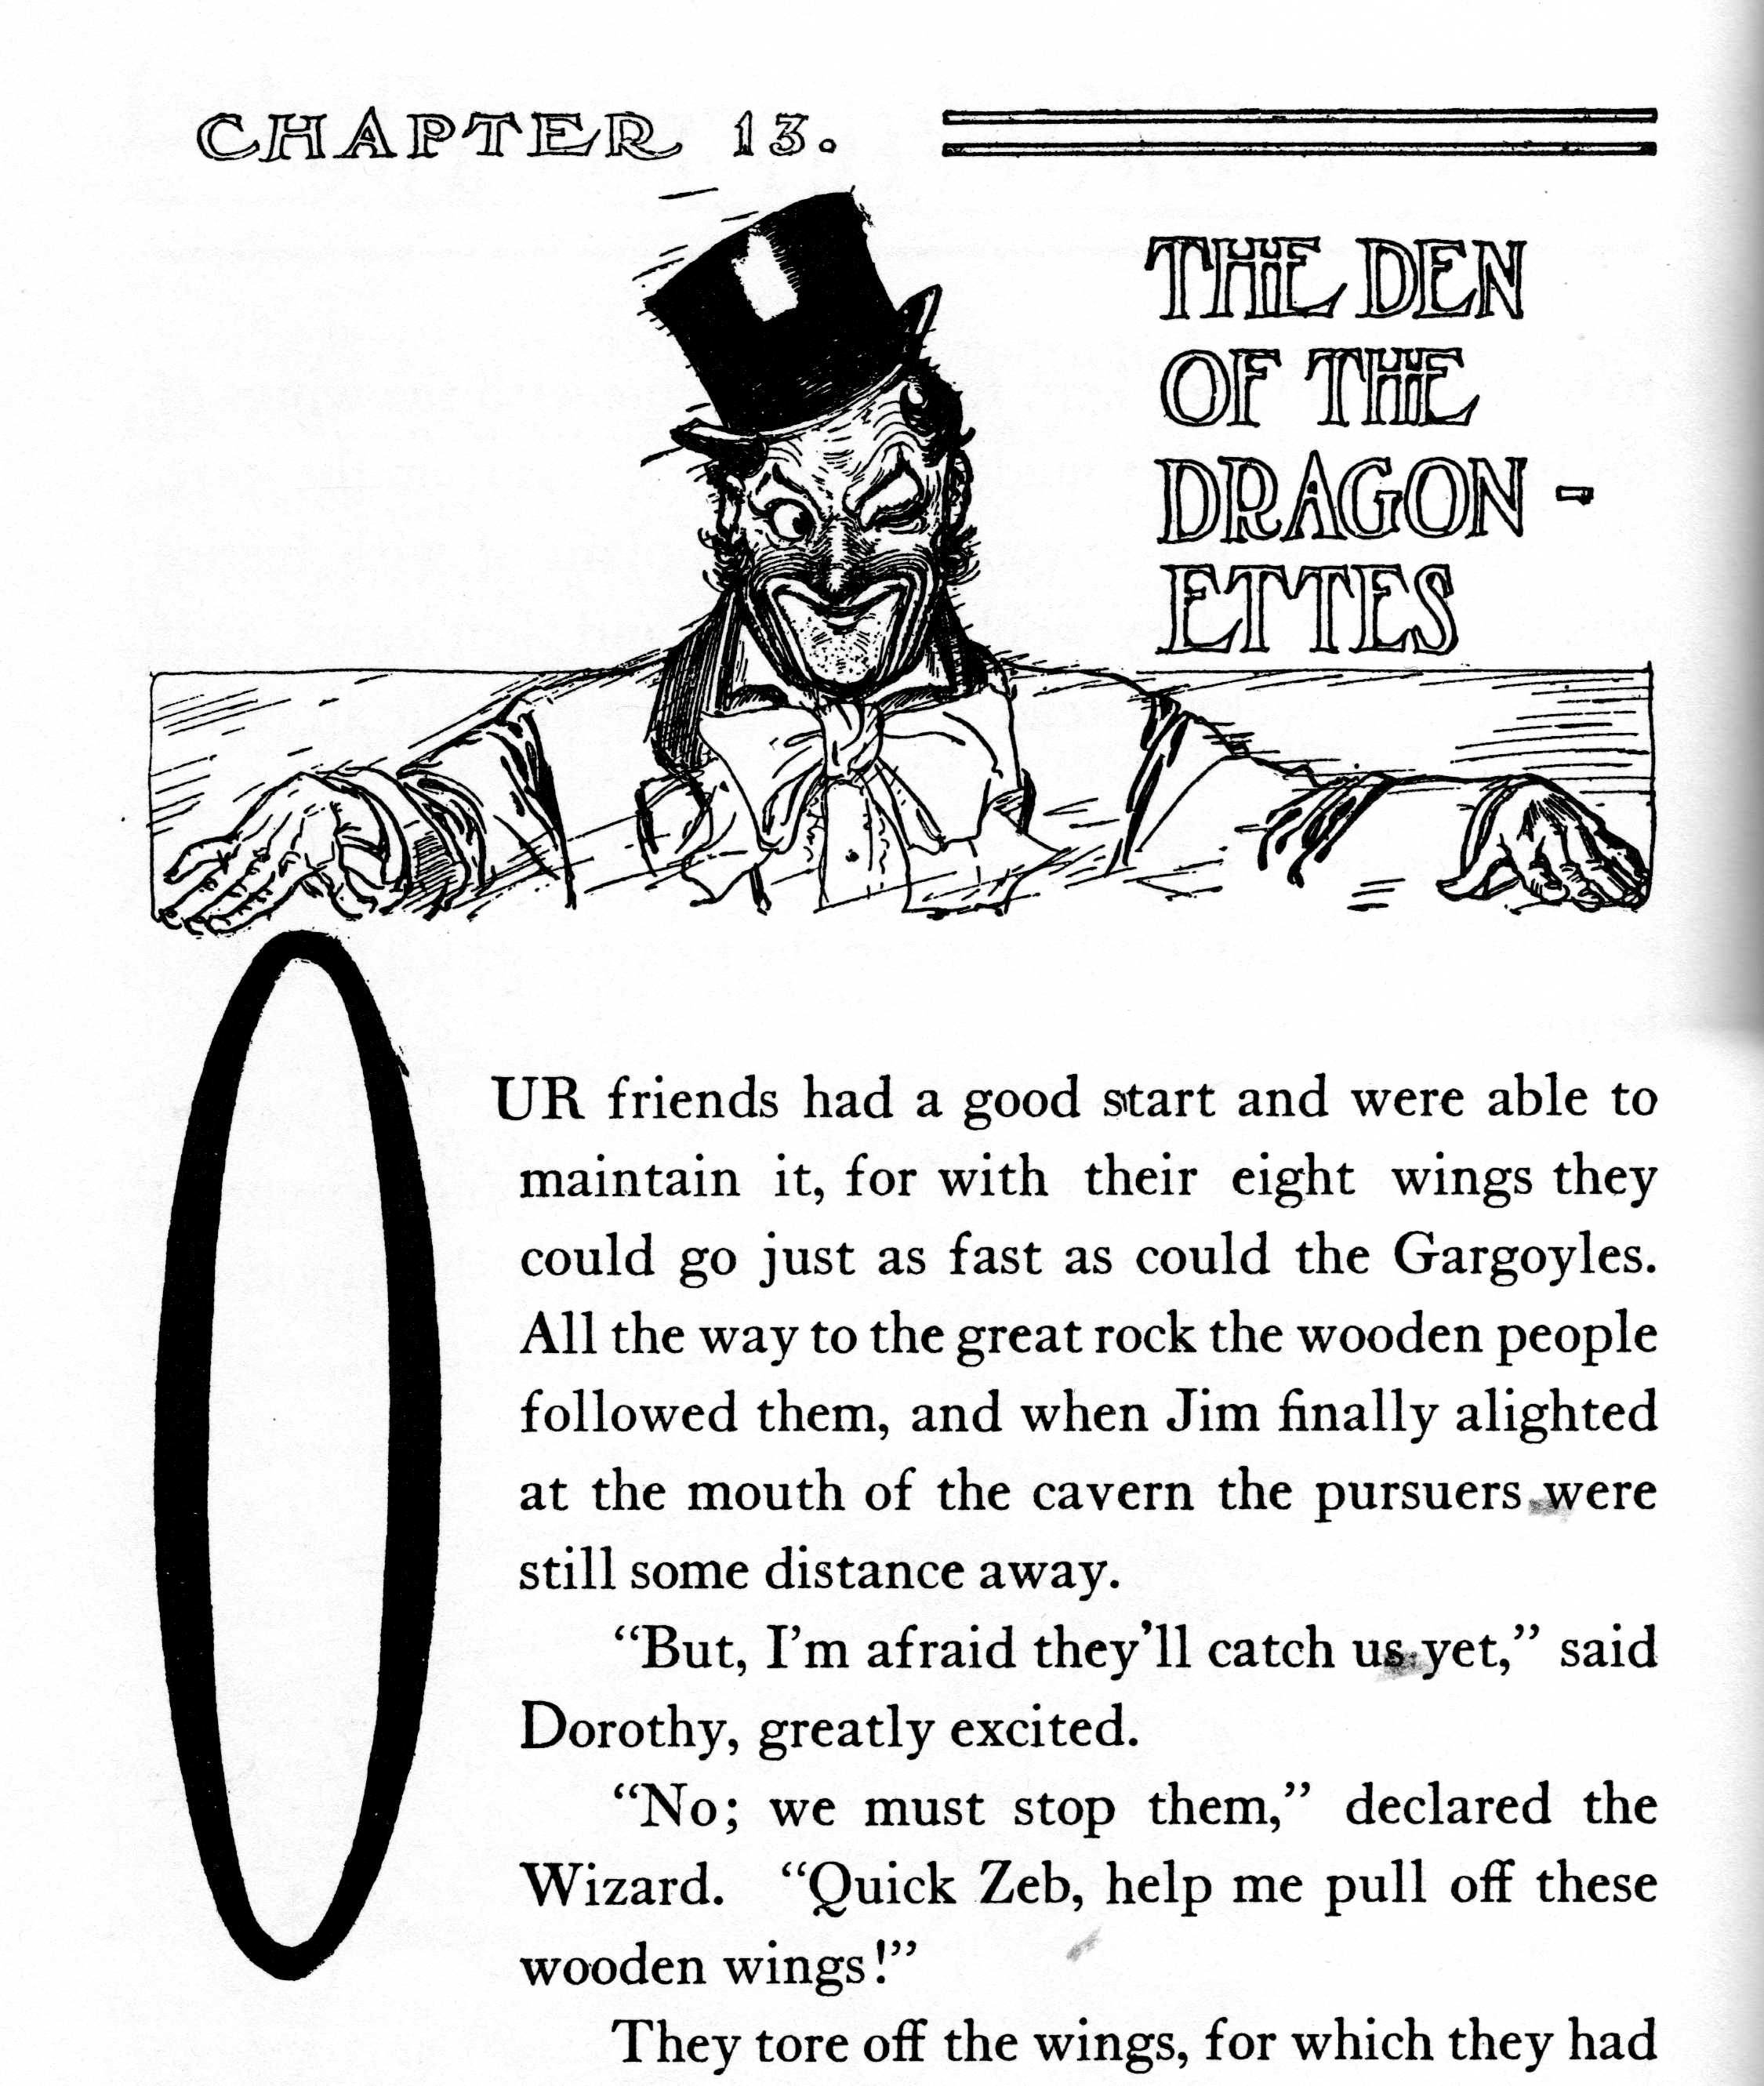 CHAPTER 13.
THE DEN
OF THE
DRAGON-
ETTES
OUR friends had a good start and were able to
maintain it, for with their eight wings they
could go just as fast as could the Gargoyles.
All the way to the great rock the wooden people
followed them, and when Jim finally alighted
at the mouth of the cavern the pursuers were
still some distance away.
“But, I’m afraid they’ll catch us yet,” said
Dorothy, greatly excited.
“No; we must stop them,” declared the
Wizard. “Quick Zeb, help me pull off these
wooden wings!”
They tore off the wings, for which they had